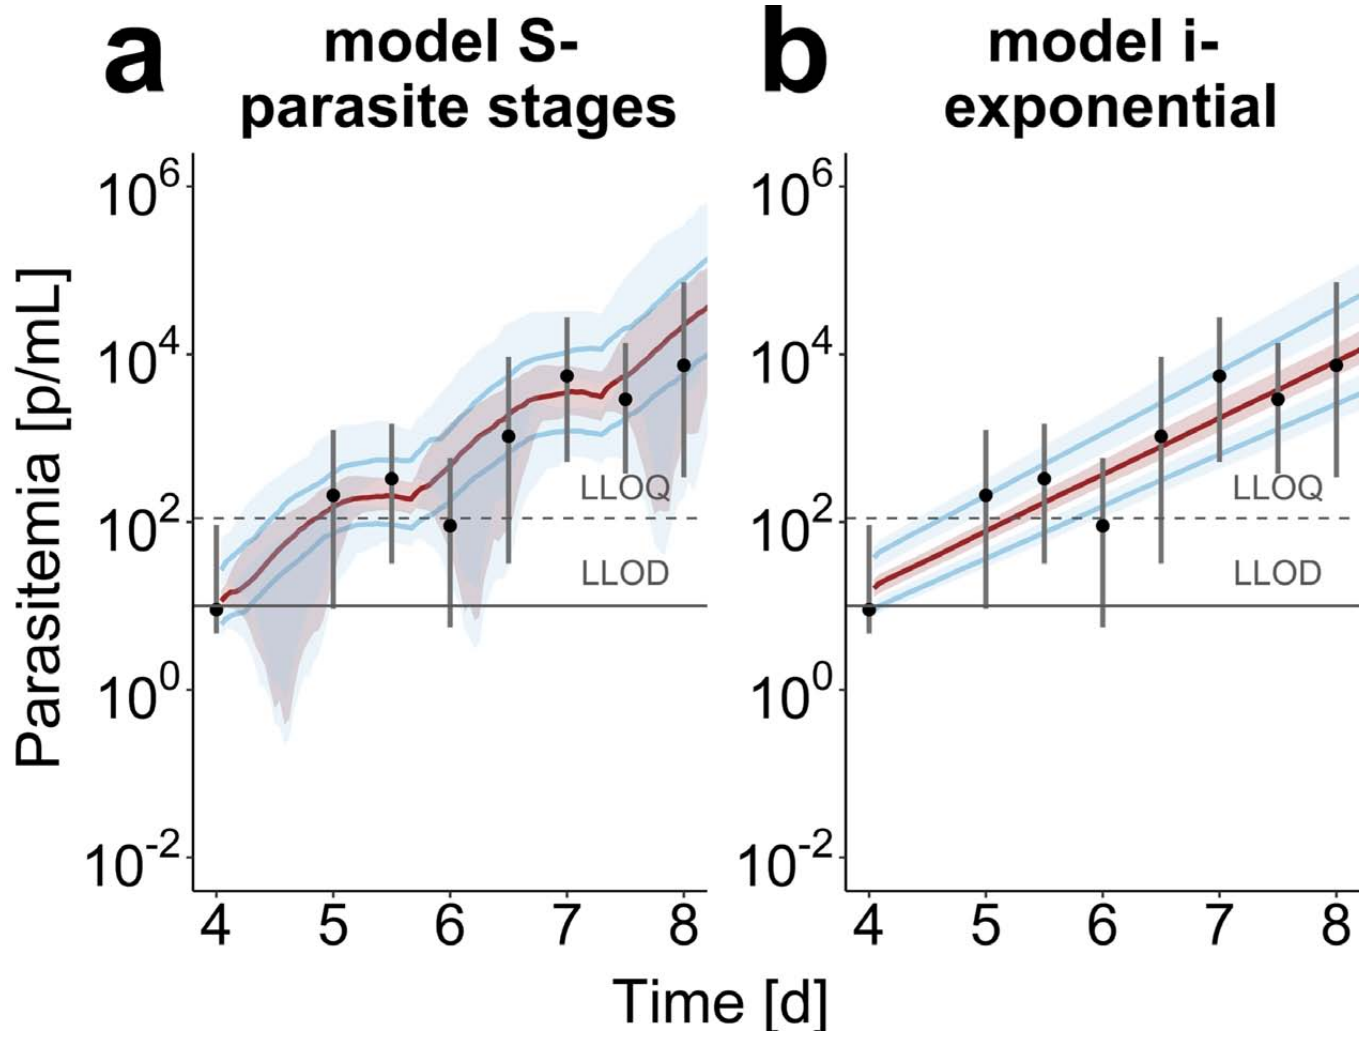 a
model S-
parasite stages
b
model i-
exponential
Parasitemia [p/mL]
10^6
10^4
10^2
10^0
10^-2
LLOQ
LLOD
4 5 6 7 8
10^6
10^4
10^2
10^0
10^-2
LLOQ
LLOD
4 5 6 7 8
Time [d]